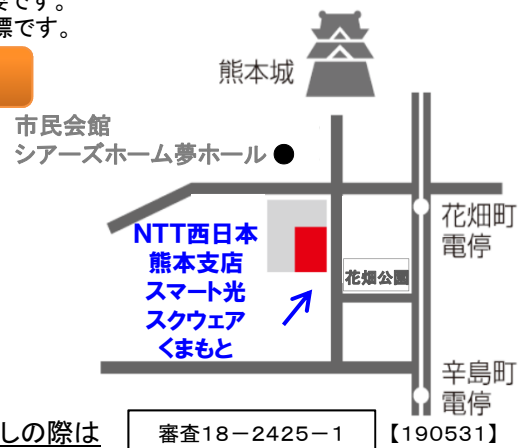 要です。
標です。
熊本城
市民会館
シアーズホーム夢ホール ●
花畑町
電停
NTT西日本
熊本支店
スマート光
スクウェア
くまもと
花畑公園
辛島町
電停
しの際は
審査18－2425－1 【190531】